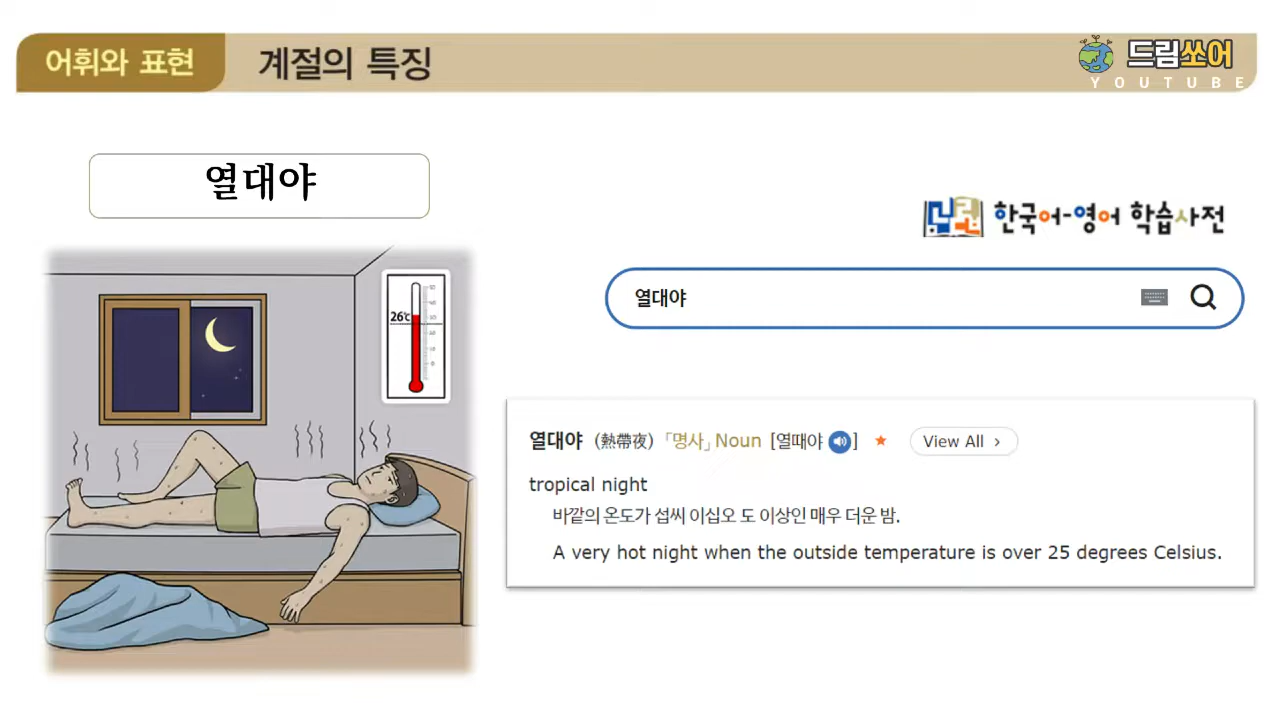 어휘와 표현
계절의 특징
드림쏘어
YOUTUBE
열대야
26℃
한국어-영어 학습사전
열대야
열대야 (熱帶夜) 「명사」 Noun [열때야] ★ View All ›
tropical night
바깥의 온도가 섭씨 이십오 도 이상인 매우 더운 밤.
A very hot night when the outside temperature is over 25 degrees Celsius.